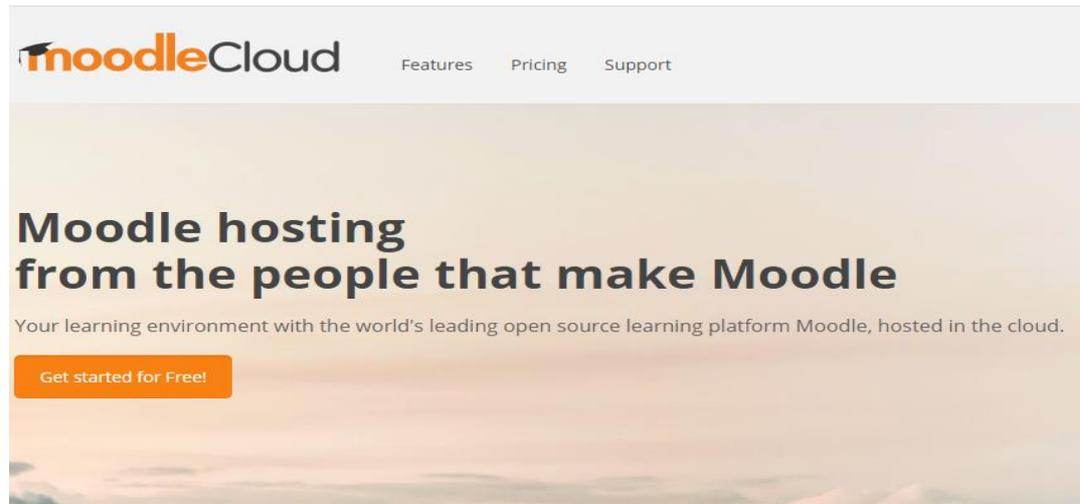 moodleCloud Features Pricing Support
Moodle hosting
from the people that make Moodle
Your learning environment with the world's leading open source learning platform Moodle, hosted in the cloud.
Get started for Free!